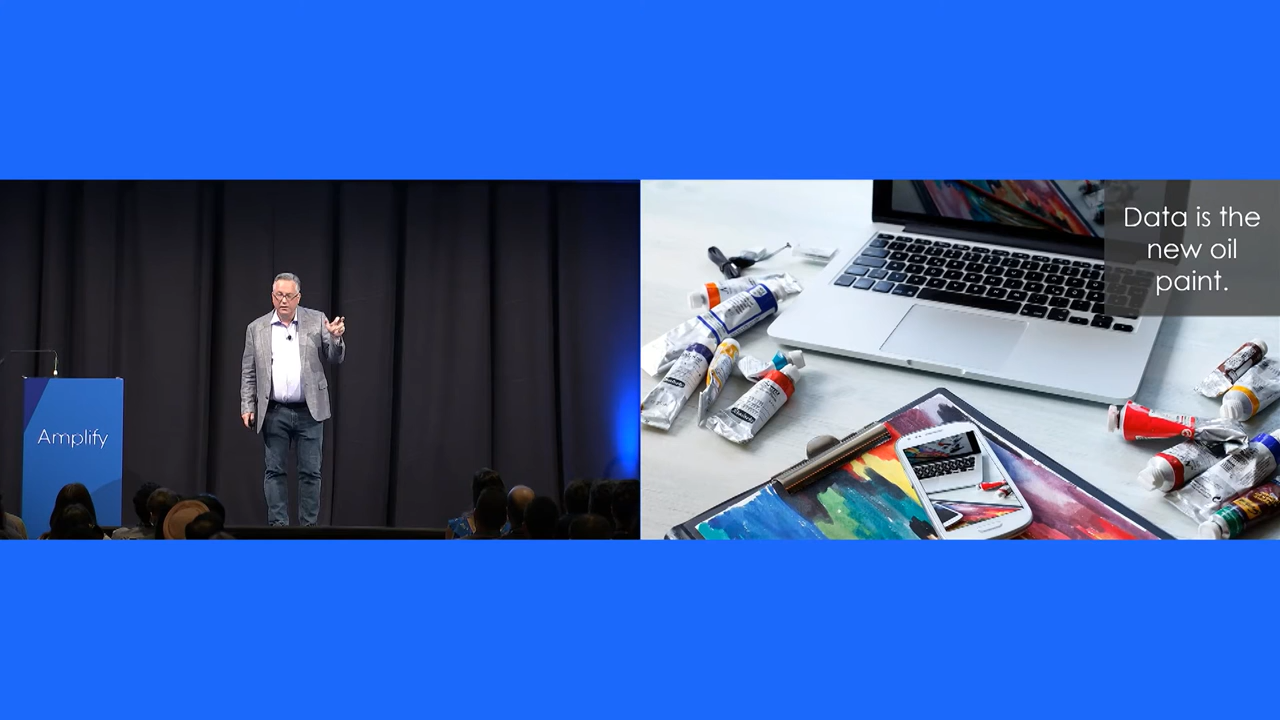 Amplify
Data is the
new oil
paint.